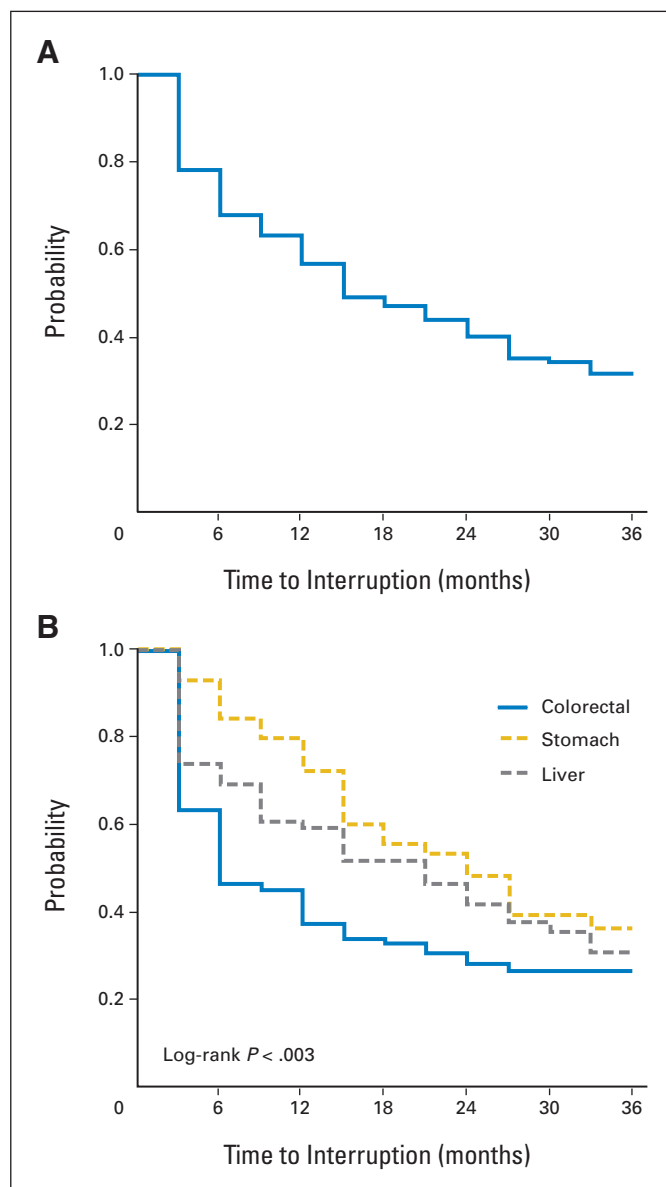 A
1.0
0.8
0.6
0.4
0.2
0
6
12
18
24
30
36
Probability
Time to Interruption (months)
B
1.0
0.8
0.6
0.4
0.2
0
6
12
18
24
30
36
Probability
Colorectal
Stomach
Liver
Log-rank P < .003
Time to Interruption (months)